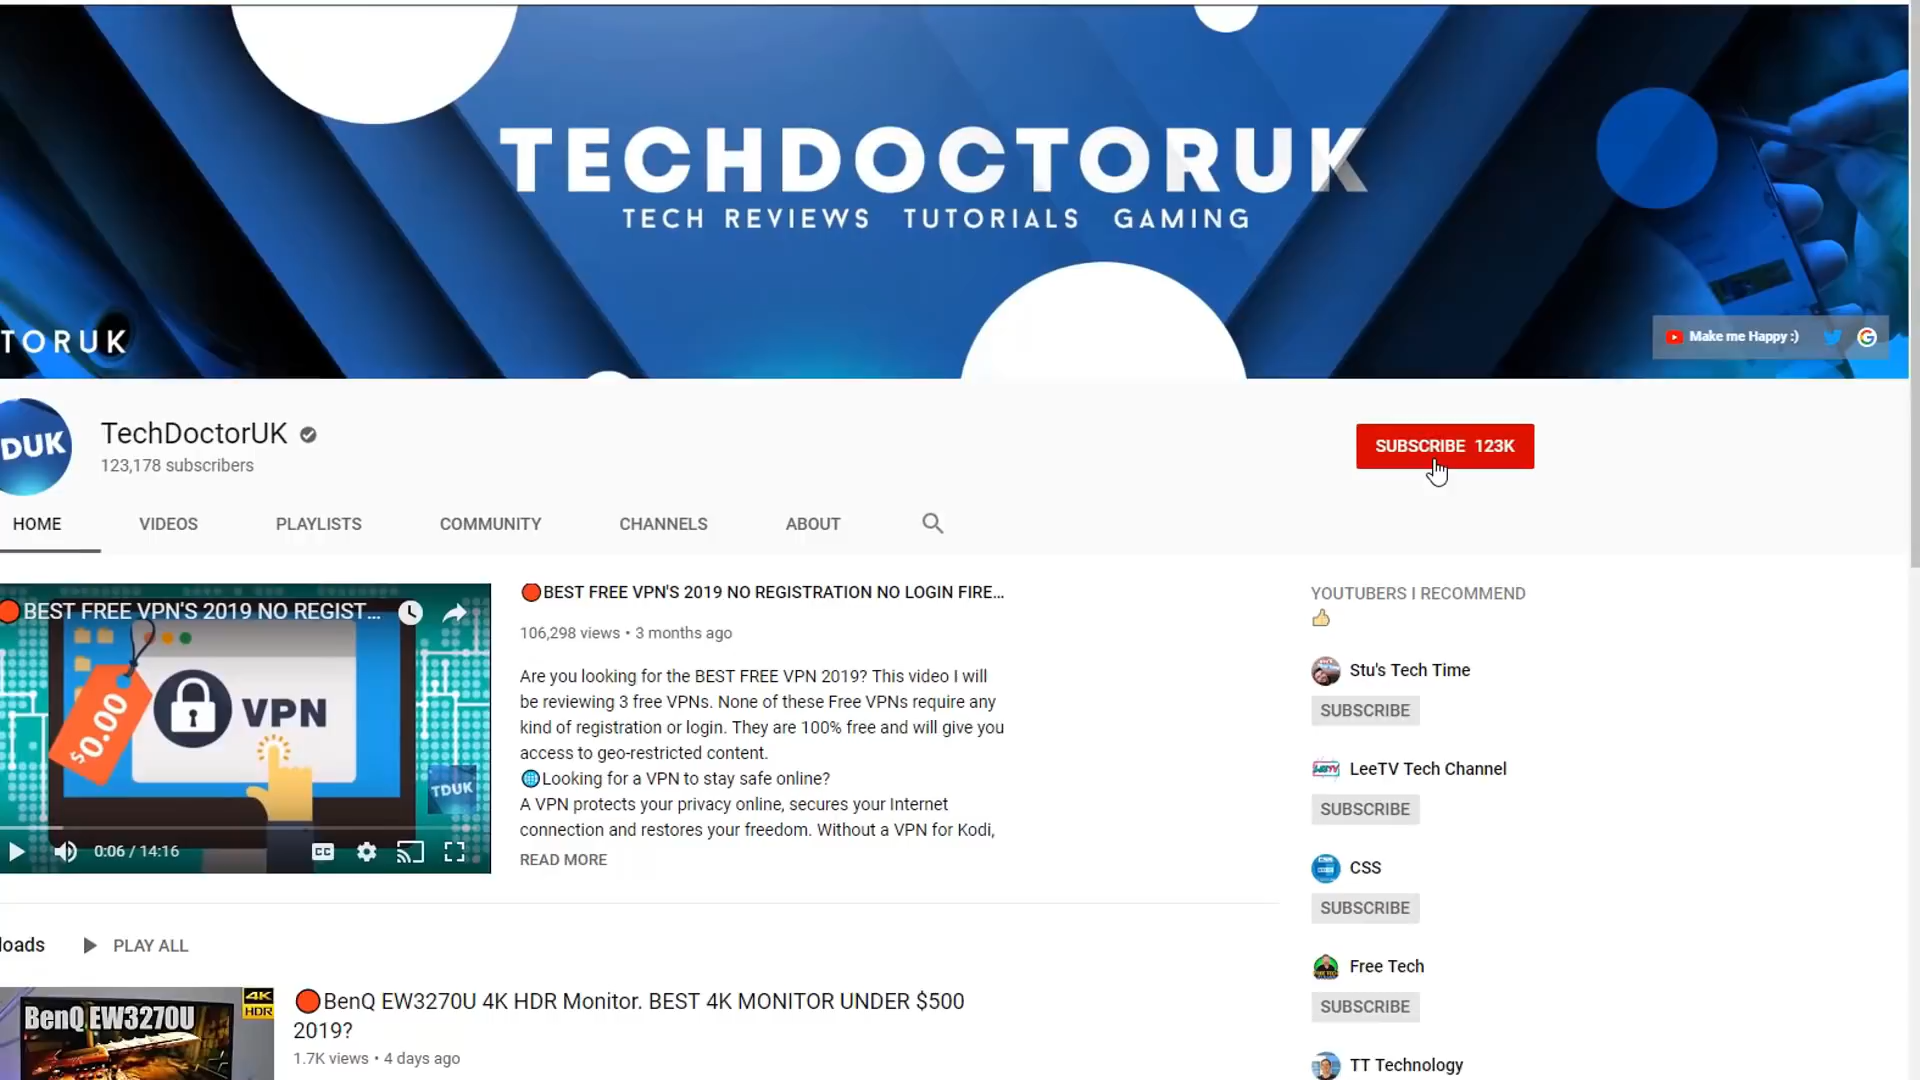 TECHDOCTORUK
TECH REVIEWS TUTORIALS GAMING
TORUK
Make me Happy :)
DUK
TechDoctorUK
123,178 subscribers
SUBSCRIBE 123K
HOME
VIDEOS
PLAYLISTS
COMMUNITY
CHANNELS
ABOUT
BEST FREE VPN'S 2019 NO REGIST...
$0.00
VPN
TDUK
0:06 / 14:16
CC
BEST FREE VPN'S 2019 NO REGISTRATION NO LOGIN FIRE...
106,298 views • 3 months ago
Are you looking for the BEST FREE VPN 2019? This video I will
be reviewing 3 free VPNs. None of these Free VPNs require any
kind of registration or login. They are 100% free and will give you
access to geo-restricted content.
Looking for a VPN to stay safe online?
A VPN protects your privacy online, secures your Internet
connection and restores your freedom. Without a VPN for Kodi,
READ MORE
YOUTUBERS I RECOMMEND
Stu's Tech Time
SUBSCRIBE
LeeTV Tech Channel
SUBSCRIBE
CSS
SUBSCRIBE
Free Tech
SUBSCRIBE
TT Technology
loads
PLAY ALL
BenQ EW3270U
4K
HDR
BenQ EW3270U 4K HDR Monitor. BEST 4K MONITOR UNDER $500
2019?
1.7K views • 4 days ago